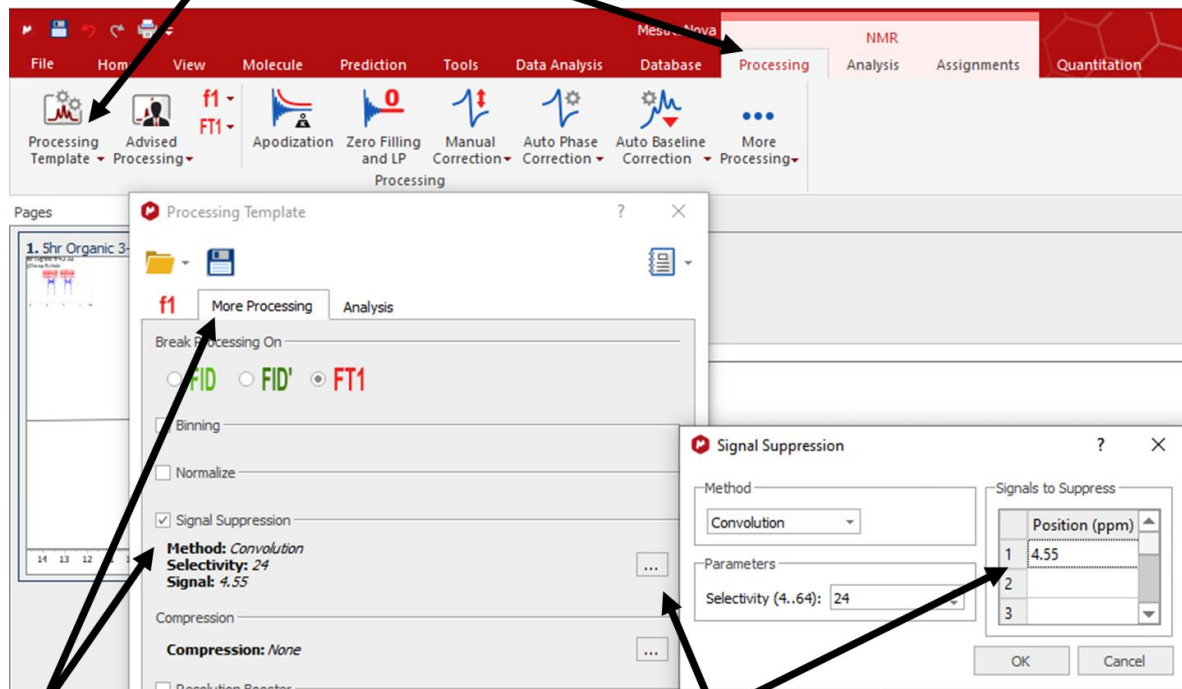 NMR
File View Molecule Prediction Tools Data Analysis Database Processing Analysis Assignments Quantitation
f1
FT1
Processing Template
Advised Processing
Apodization
Zero Filling and LP
Manual Correction
Auto Phase Correction
Auto Baseline Correction
More Processing
Processing
Pages
1. 5hr Organic 3-
14 13 12
Processing Template ? ×
f1 More Processing Analysis
Break Processing On
FID FID' FT1
Binning
Normalize
Signal Suppression
Method: Convolution
Selectivity: 24
Signal: 4.55
...
Compression
Compression: None
...
Signal Suppression ? ×
Method
Convolution
Parameters
Selectivity (4..64): 24
Signals to Suppress
Position (ppm)
1 4.55
2
3
OK Cancel